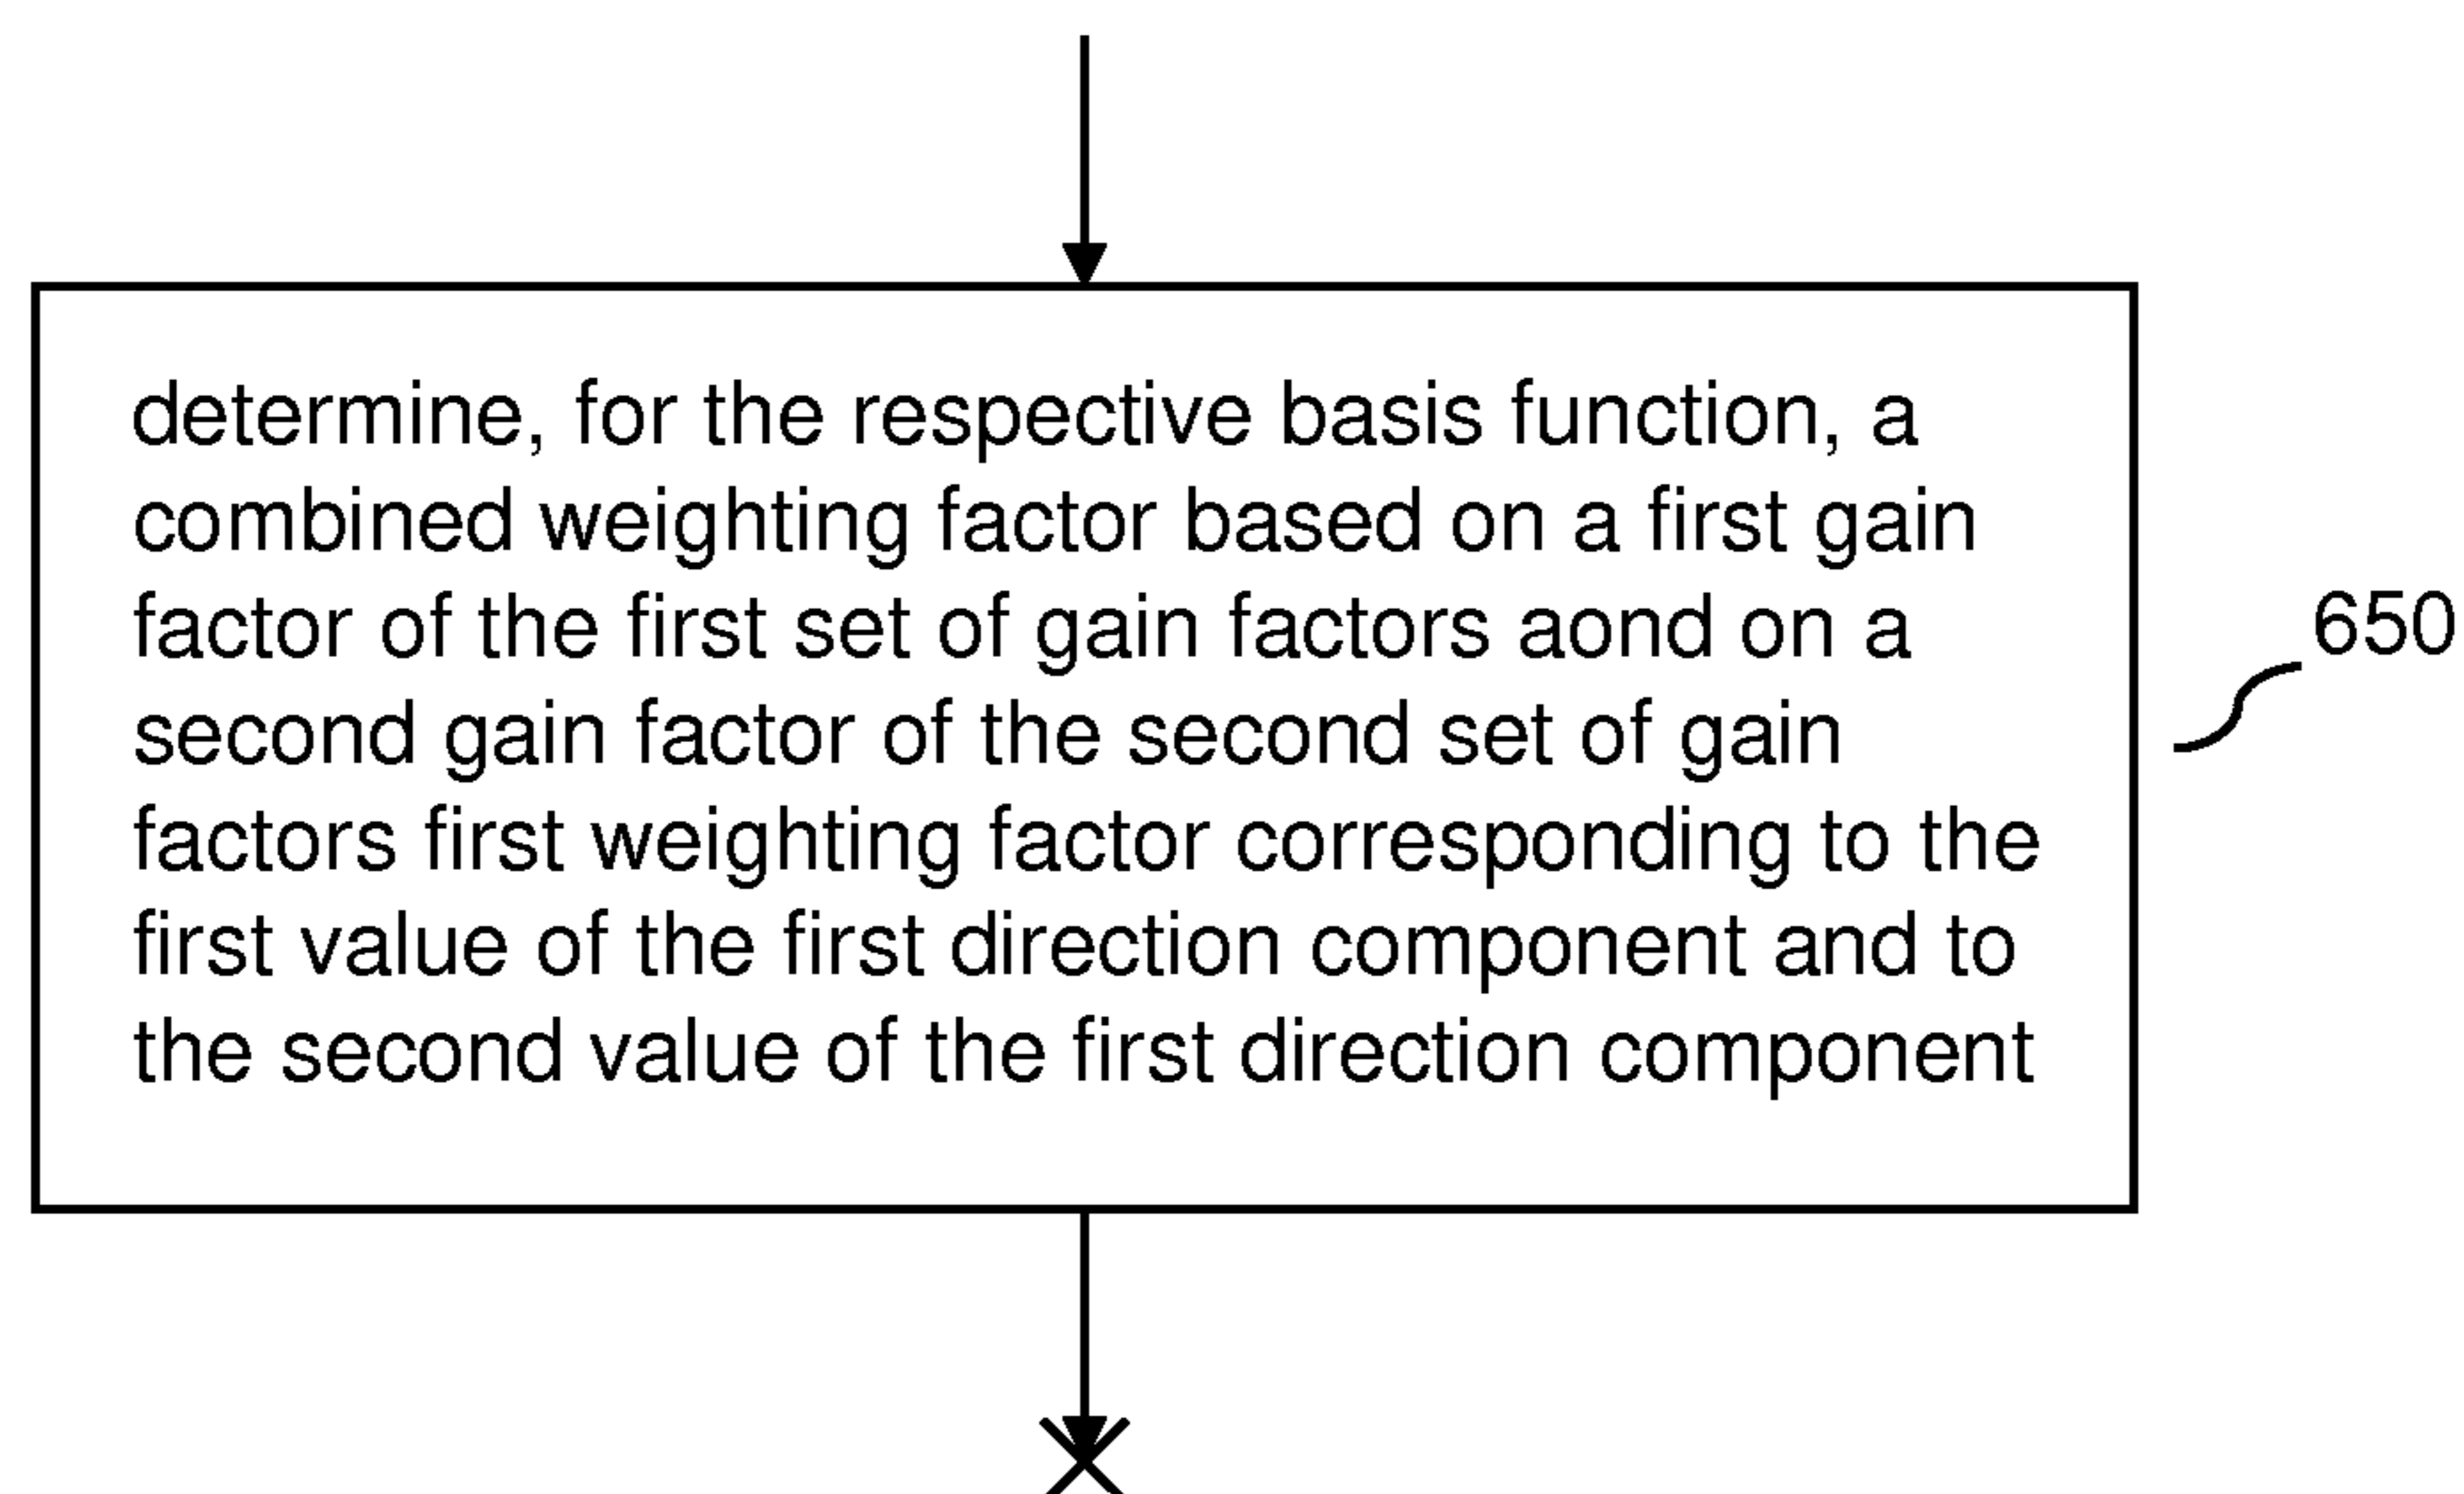 determine, for the respective basis function, a
combined weighting factor based on a first gain
factor of the first set of gain factors aond on a
second gain factor of the second set of gain
factors first weighting factor corresponding to the
first value of the first direction component and to
the second value of the first direction component
650